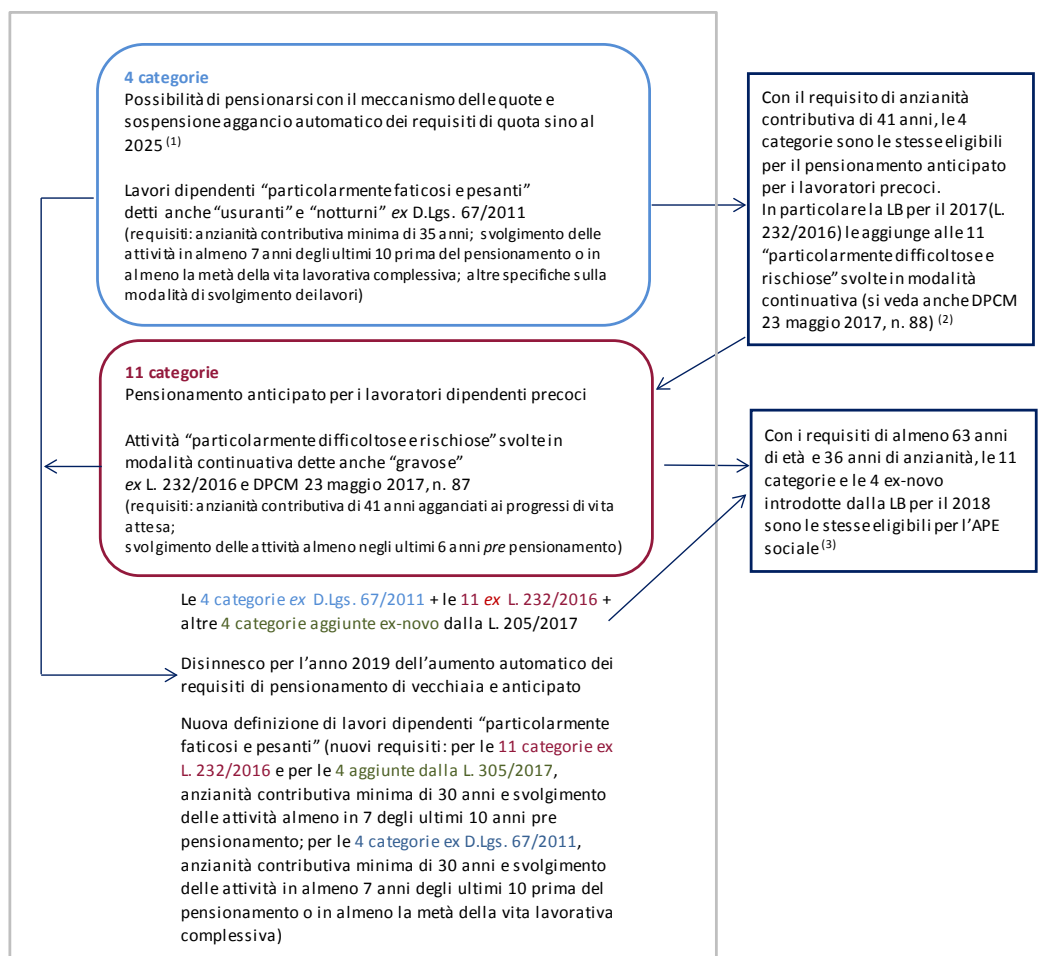 4 categorie
Possibilità di pensionarsi con il meccanismo delle quote e
sospensione aggancio automatico dei requisiti di quota sino al
2025 (1)
Lavori dipendenti “particolarmente faticosi e pesanti”
detti anche “usuranti” e “notturni” ex D.Lgs. 67/2011
(requisiti: anzianità contributiva minima di 35 anni; svolgimento delle
attività in almeno 7 anni degli ultimi 10 prima del pensionamento o in
almeno la metà della vita lavorativa complessiva; altre specifiche sulla
modalità di svolgimento dei lavori)
Con il requisito di anzianità
contributiva di 41 anni, le 4
categorie sono le stesse eligibili
per il pensionamento anticipato
per i lavoratori precoci.
In particolare la LB per il 2017(L.
232/2016) le aggiunge alle 11
“particolarmente difficoltose e
rischiose” svolte in modalità
continuativa (si veda anche DPCM
23 maggio 2017, n. 88) (2)
11 categorie
Pensionamento anticipato per i lavoratori dipendenti precoci
Attività “particolarmente difficoltose e rischiose” svolte in
modalità continuativa dette anche “gravose”
ex L. 232/2016 e DPCM 23 maggio 2017, n. 87
(requisiti: anzianità contributiva di 41 anni agganciati ai progressi di vita
attesa;
svolgimento delle attività almeno negli ultimi 6 anni pre pensionamento)
Con i requisiti di almeno 63 anni
di età e 36 anni di anzianità, le 11
categorie e le 4 ex-novo
introdotte dalla LB per il 2018
sono le stesse eligibili per l’APE
sociale (3)
Le 4 categorie ex D.Lgs. 67/2011 + le 11 ex L. 232/2016 +
altre 4 categorie aggiunte ex-novo dalla L. 205/2017
Disinnesco per l’anno 2019 dell’aumento automatico dei
requisiti di pensionamento di vecchiaia e anticipato
Nuova definizione di lavori dipendenti “particolarmente
faticosi e pesanti” (nuovi requisiti: per le 11 categorie ex
L. 232/2016 e per le 4 aggiunte dalla L. 305/2017,
anzianità contributiva minima di 30 anni e svolgimento
delle attività almeno in 7 degli ultimi 10 anni pre
pensionamento; per le 4 categorie ex D.Lgs. 67/2011,
anzianità contributiva minima di 30 anni e svolgimento
delle attività in almeno 7 anni degli ultimi 10 prima del
pensionamento o in almeno la metà della vita lavorativa
complessiva)